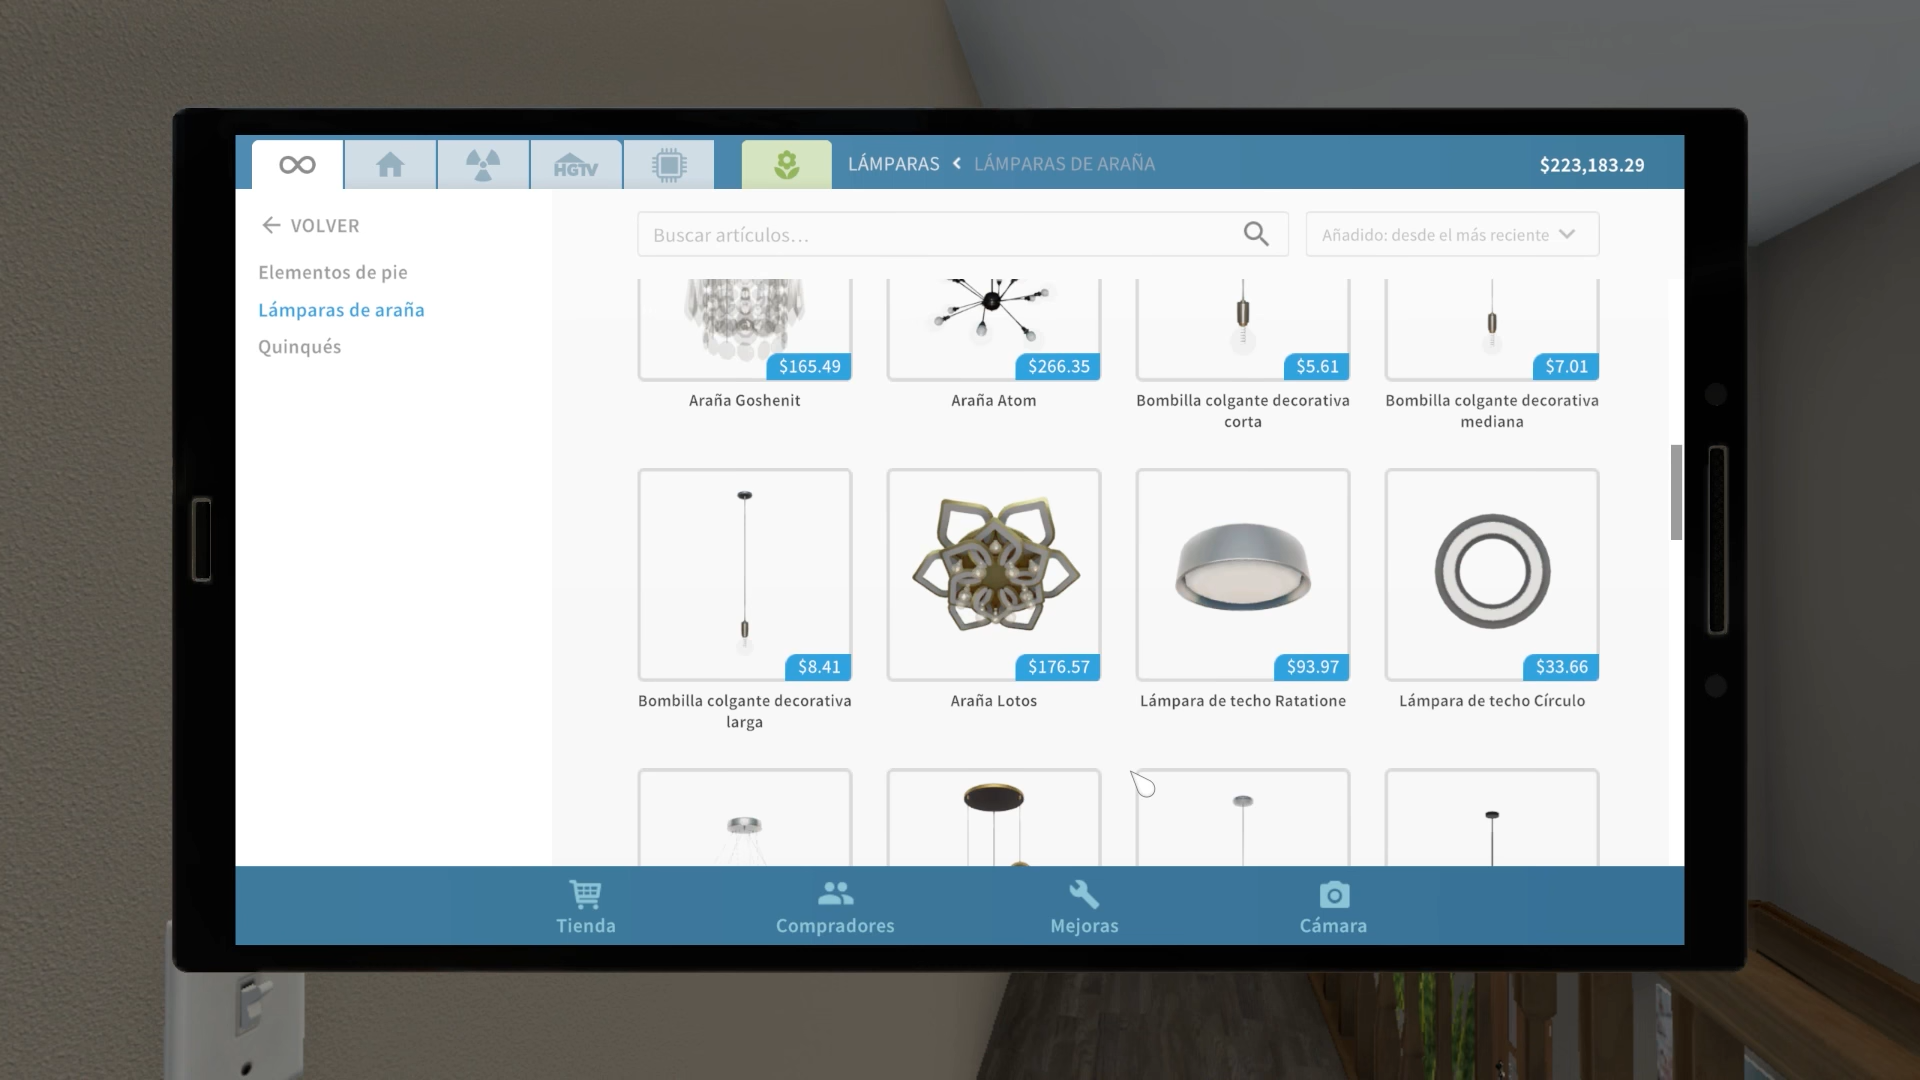 HGTV
LÁMPARAS < LÁMPARAS DE ARAÑA
$223,183.29
VOLVER
Elementos de pie
Lámparas de araña
Quinqués
Buscar artículos...
Añadido: desde el más reciente
$165.49
$266.35
$5.61
$7.01
Araña Goshenit
Araña Atom
Bombilla colgante decorativa
corta
Bombilla colgante decorativa
mediana
$8.41
$176.57
$93.97
$33.66
Bombilla colgante decorativa
larga
Araña Lotos
Lámpara de techo Ratatione
Lámpara de techo Círculo
Tienda
Compradores
Mejoras
Cámara